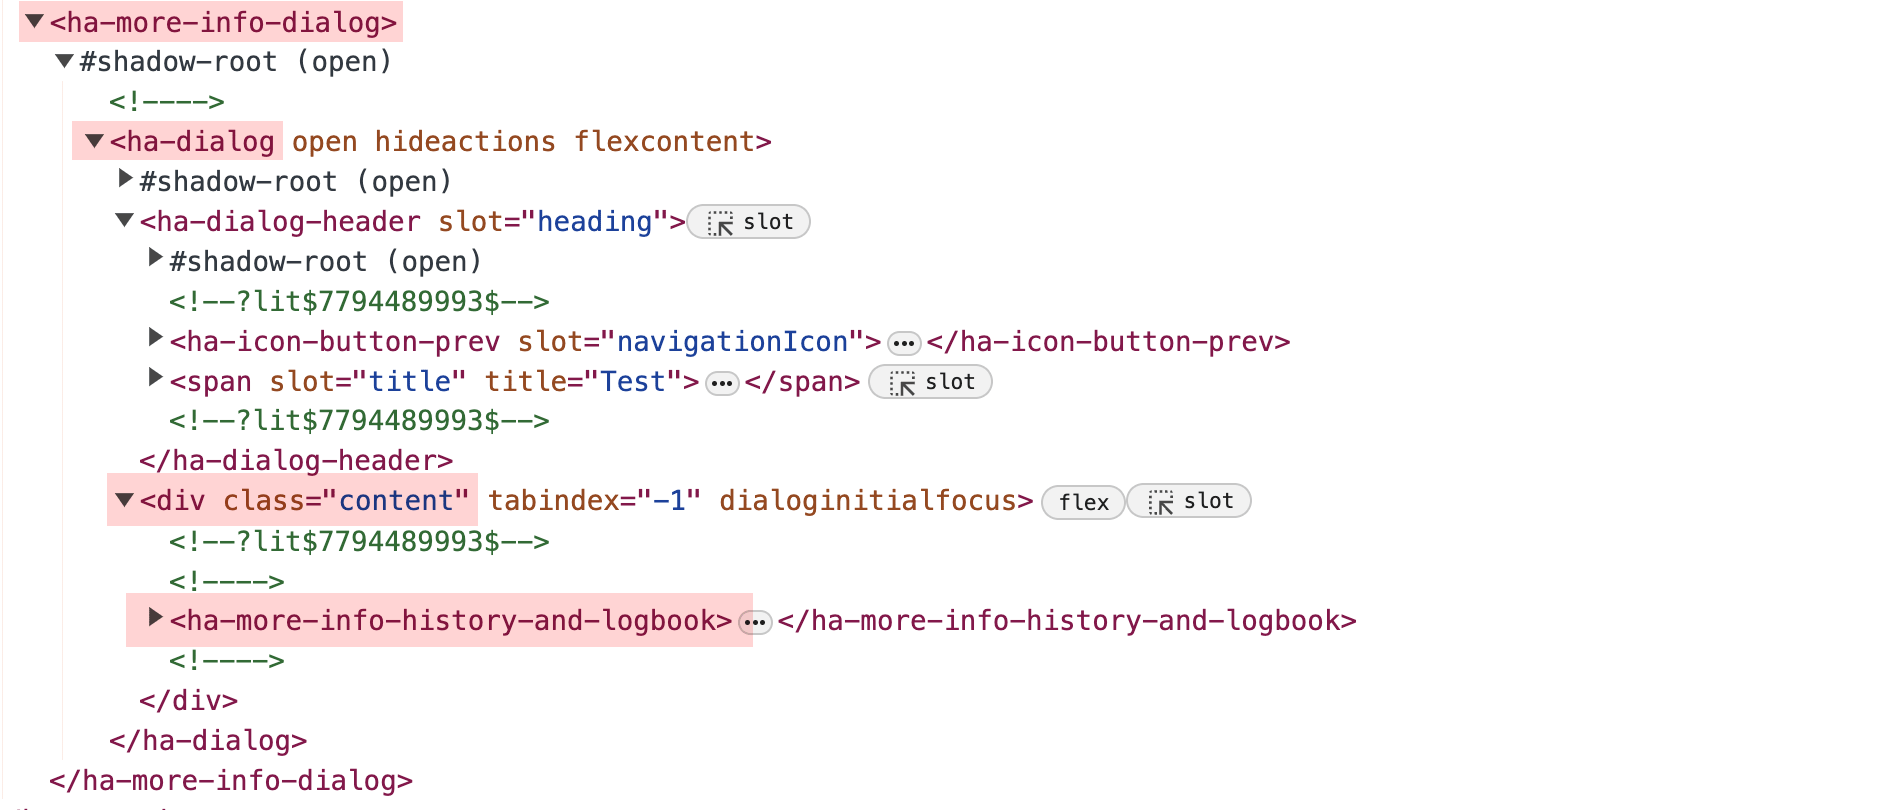 <ha-more-info-dialog>
#shadow-root (open)
<!---->
<ha-dialog open hideactions flexcontent>
#shadow-root (open)
<ha-dialog-header slot="heading"> slot
#shadow-root (open)
<!--?lit$7794489993$-->
<ha-icon-button-prev slot="navigationIcon"> ••• </ha-icon-button-prev>
<span slot="title" title="Test"> ••• </span> slot
<!--?lit$7794489993$-->
</ha-dialog-header>
<div class="content" tabindex="-1" dialoginitialfocus> flex slot
<!--?lit$7794489993$-->
<!---->
<ha-more-info-history-and-logbook> ••• </ha-more-info-history-and-logbook>
<!---->
</div>
</ha-dialog>
</ha-more-info-dialog>